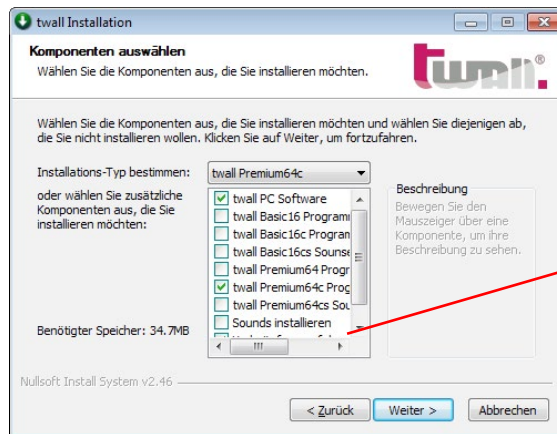 twall Installation
Komponenten auswählen
Wählen Sie die Komponenten aus, die Sie installieren möchten.
twall®
Wählen Sie die Komponenten aus, die Sie installieren möchten und wählen Sie diejenigen ab,
die Sie nicht installieren wollen. Klicken Sie auf Weiter, um fortzufahren.
Installations-Typ bestimmen:
twall Premium64c
oder wählen Sie zusätzliche
Komponenten aus, die Sie
installieren möchten:
twall PC Software
twall Basic16 Programm
twall Basic16c Program
twall Basic16cs Sounse
twall Premium64 Progr
twall Premium64c Prog
twall Premium64cs Sou
Sounds installieren
Beschreibung
Bewegen Sie den
Mauszeiger über eine
Komponente, um ihre
Beschreibung zu sehen.
Benötigter Speicher: 34.7MB
Nullsoft Install System v2.46
< Zurück
Weiter >
Abbrechen